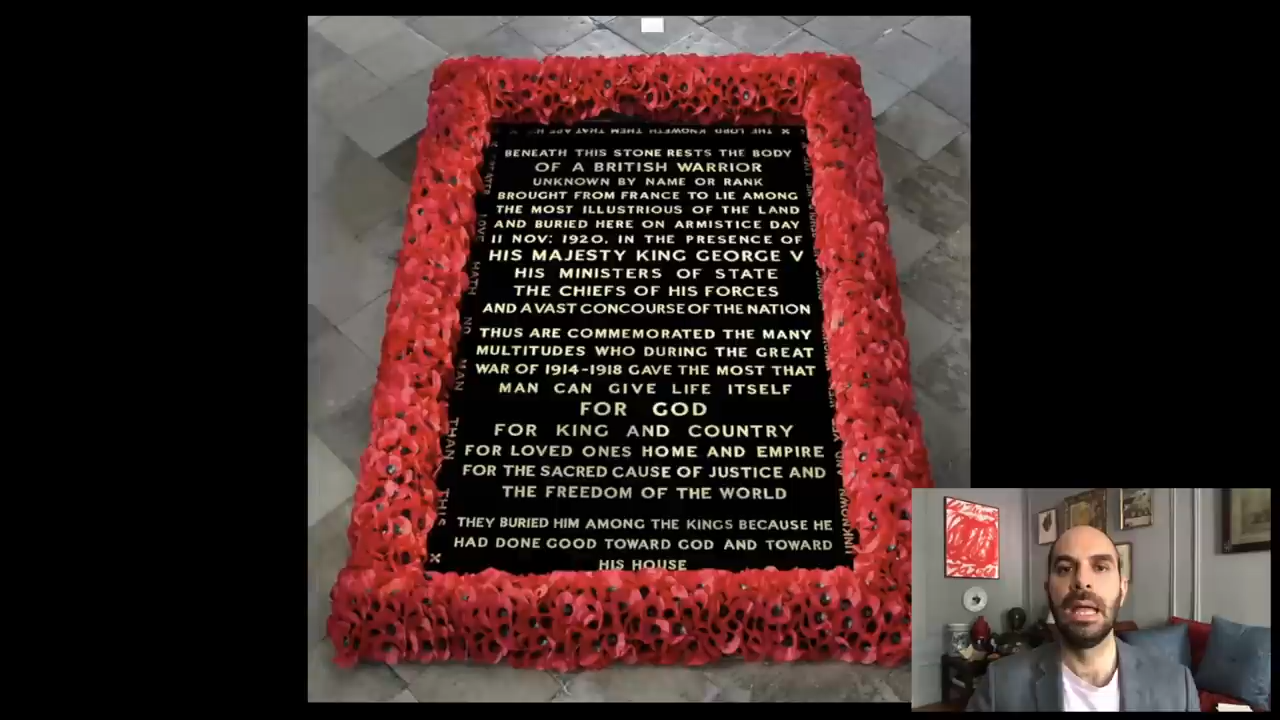 THE LORD KNOWETH THEM THAT ARE HIS
BENEATH THIS STONE RESTS THE BODY
OF A BRITISH WARRIOR
UNKNOWN BY NAME OR RANK
BROUGHT FROM FRANCE TO LIE AMONG
THE MOST ILLUSTRIOUS OF THE LAND
AND BURIED HERE ON ARMISTICE DAY
11 NOV: 1920, IN THE PRESENCE OF
HIS MAJESTY KING GEORGE V
HIS MINISTERS OF STATE
THE CHIEFS OF HIS FORCES
AND A VAST CONCOURSE OF THE NATION
THUS ARE COMMEMORATED THE MANY
MULTITUDES WHO DURING THE GREAT
WAR OF 1914-1918 GAVE THE MOST THAT
MAN CAN GIVE LIFE ITSELF
FOR GOD
FOR KING AND COUNTRY
FOR LOVED ONES HOME AND EMPIRE
FOR THE SACRED CAUSE OF JUSTICE AND
THE FREEDOM OF THE WORLD
THEY BURIED HIM AMONG THE KINGS BECAUSE HE
HAD DONE GOOD TOWARD GOD AND TOWARD
HIS HOUSE
GREATER LOVE HATH NO MAN THAN THIS
UNKNOWN AND YET